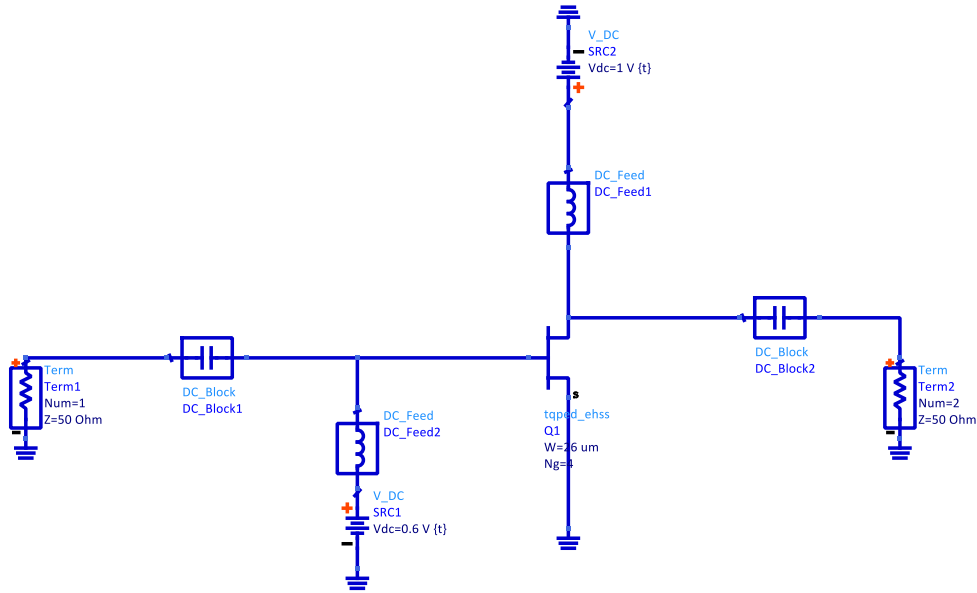 V_DC
SRC2
Vdc=1 V {t}
DC_Feed
DC_Feed1
DC_Block
DC_Block2
Term
Term1
Num=1
Z=50 Ohm
DC_Block
DC_Block1
DC_Feed
DC_Feed2
s
tqped_ehss
Q1
W=26 um
Ng=4
Term
Term2
Num=2
Z=50 Ohm
V_DC
SRC1
Vdc=0.6 V {t}